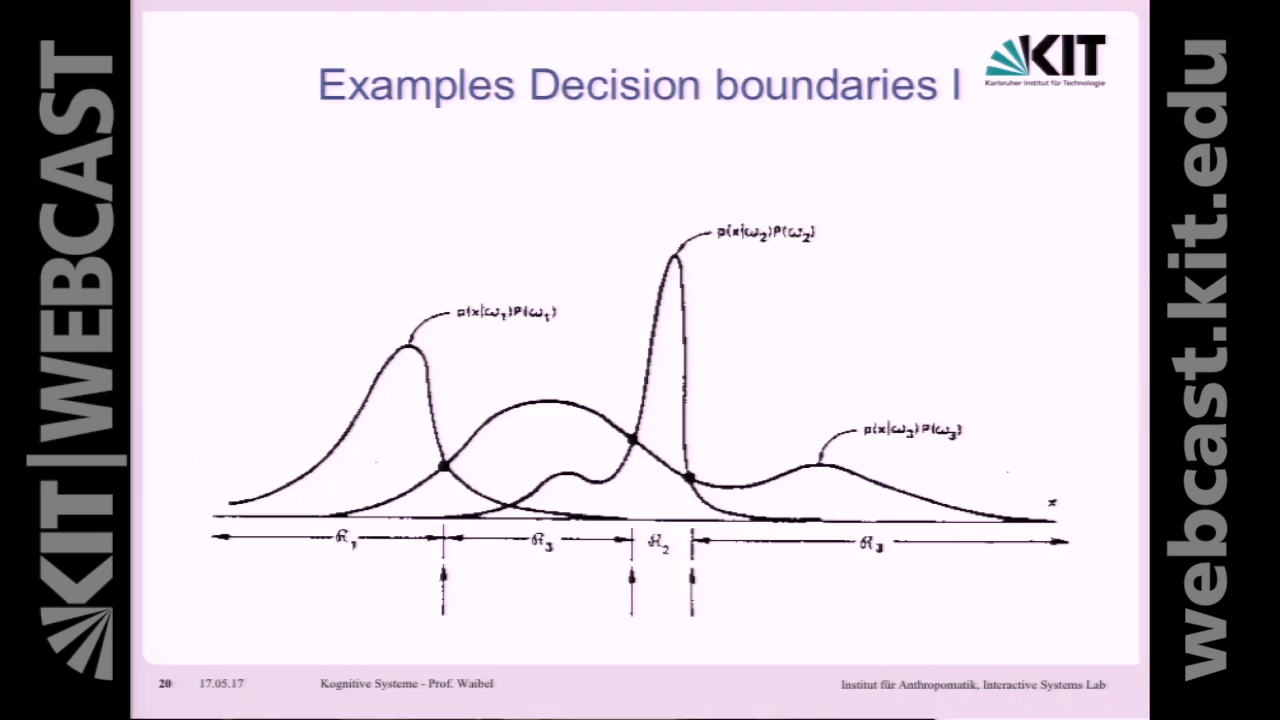 KIT|WEBCAST
Examples Decision boundaries I
KIT
Karlsruher Institut für Technologie
p(x|ω₂)P(ω₂)
p(x|ω₁)P(ω₁)
p(x|ω₃)P(ω₃)
x
ℛ₁ ℛ₃ ℛ₂ ℛ₃
20 17.05.17 Kognitive Systeme - Prof. Waibel Institut für Anthropomatik, Interactive Systems Lab
webcast.kit.edu